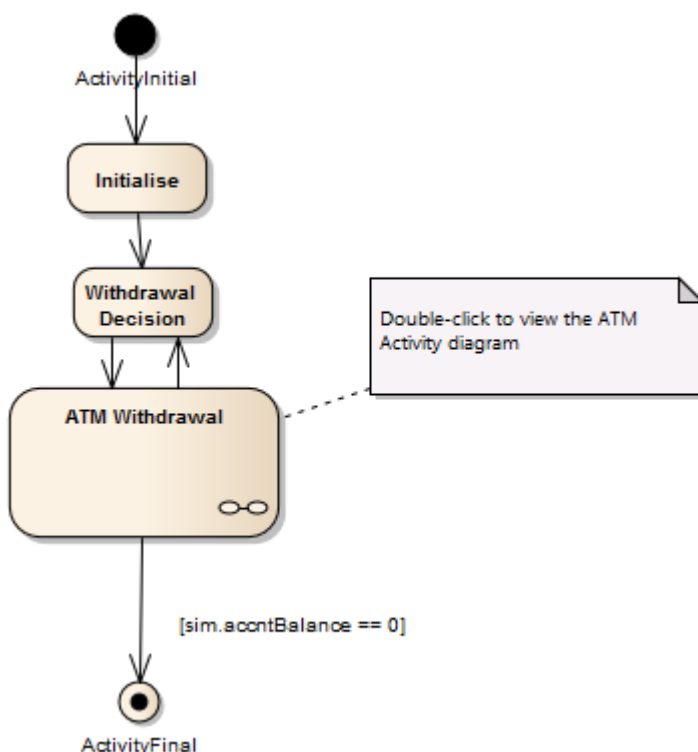 ActivityInitial
Initialise
Withdrawal
Decision
Double-click to view the ATM
Activity diagram
ATM Withdrawal
[sim.accntBalance == 0]
ActivityFinal